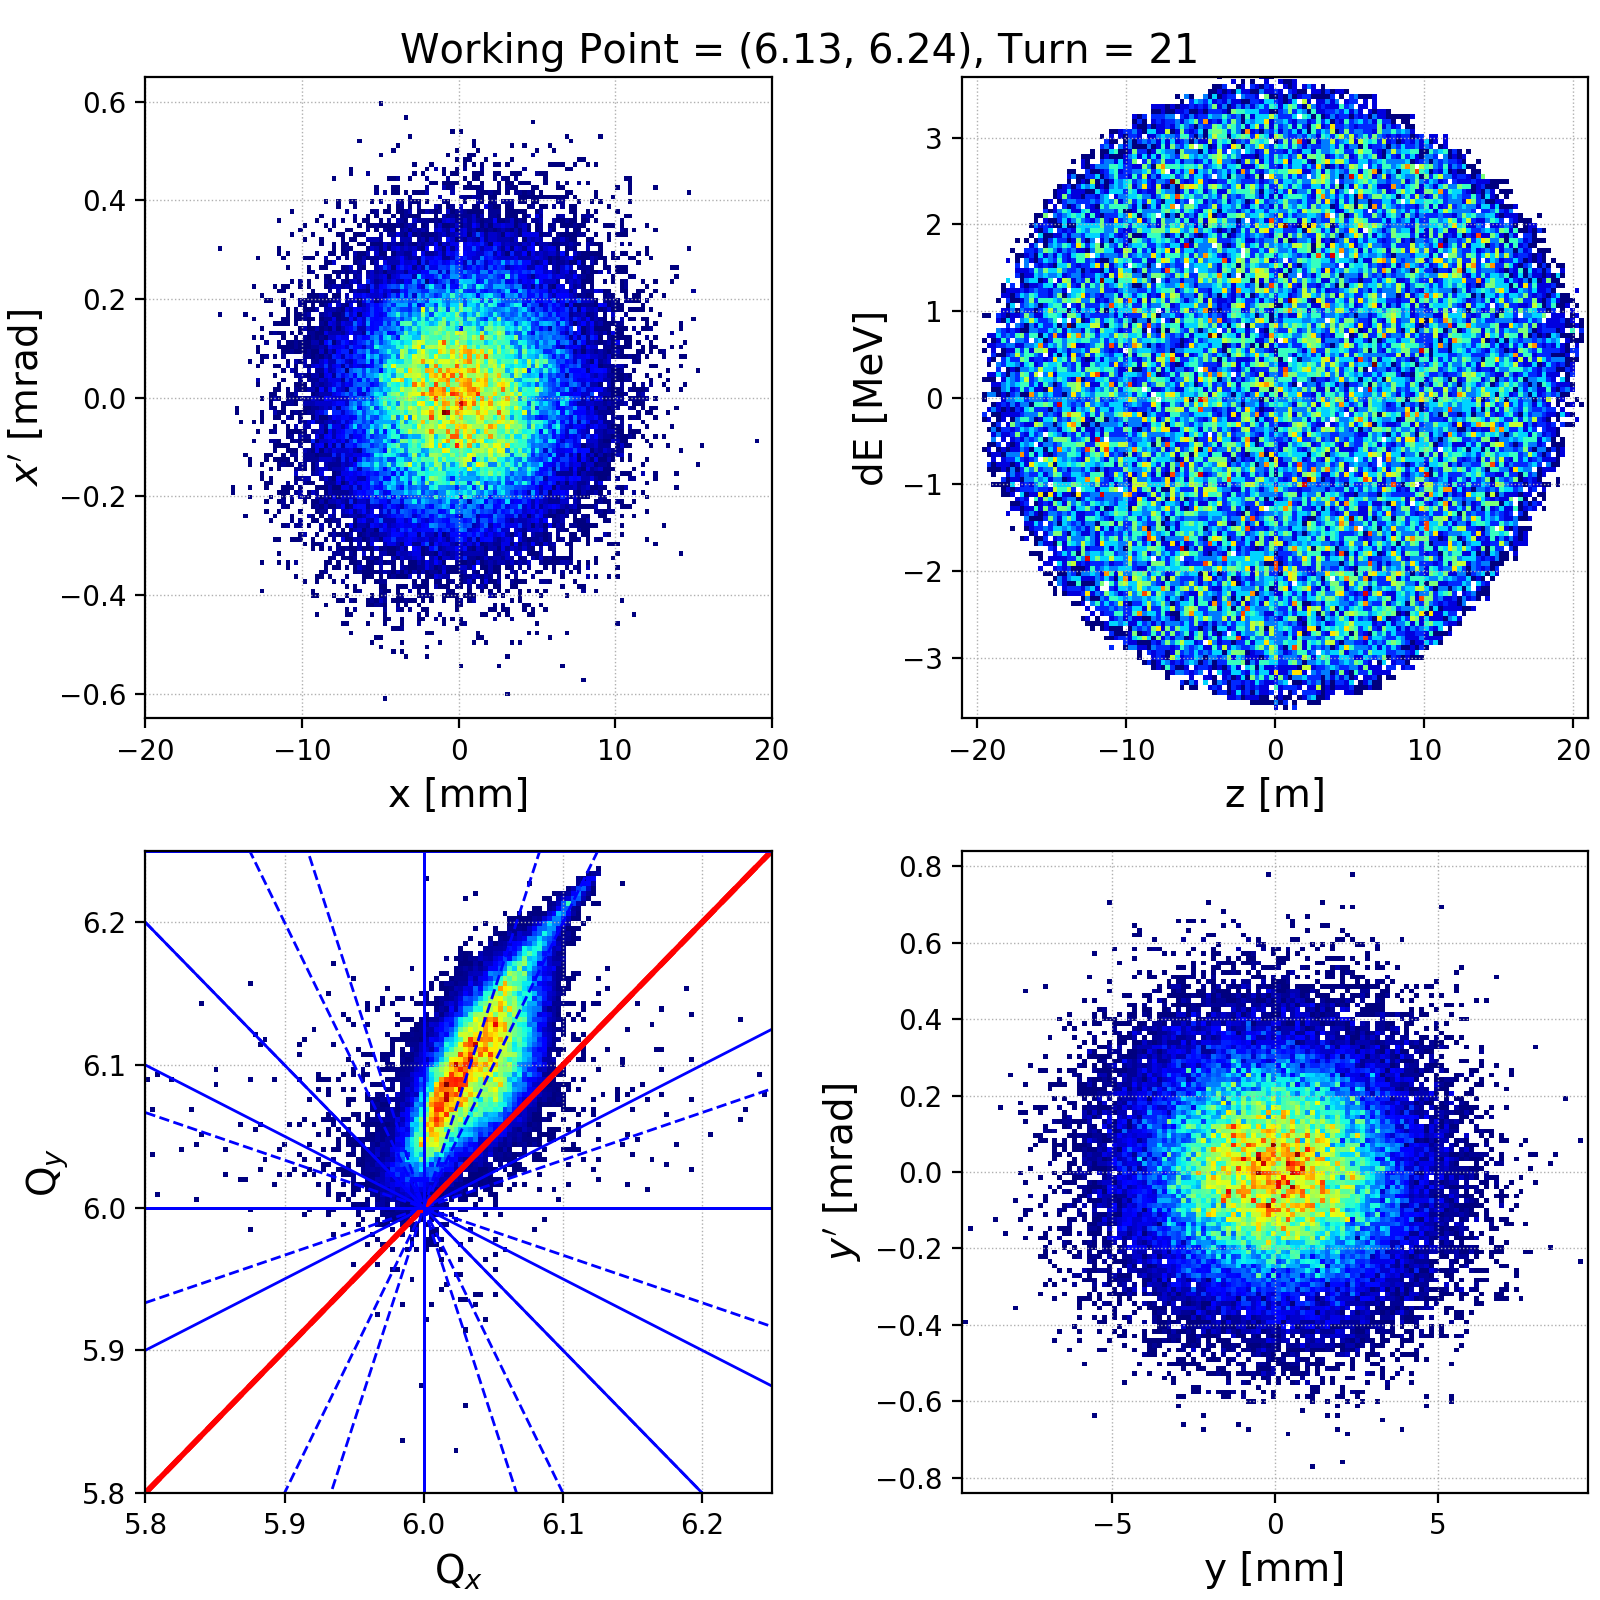 Working Point = (6.13, 6.24), Turn = 21
0.6
0.4
0.2
0.0
−0.2
−0.4
−0.6
x′ [mrad]
−20 −10 0 10 20
x [mm]
3
2
1
0
−1
−2
−3
dE [MeV]
−20 −10 0 10 20
z [m]
6.2
6.1
6.0
5.9
5.8
Qy
5.8 5.9 6.0 6.1 6.2
Qx
0.8
0.6
0.4
0.2
0.0
−0.2
−0.4
−0.6
−0.8
y′ [mrad]
−5 0 5
y [mm]